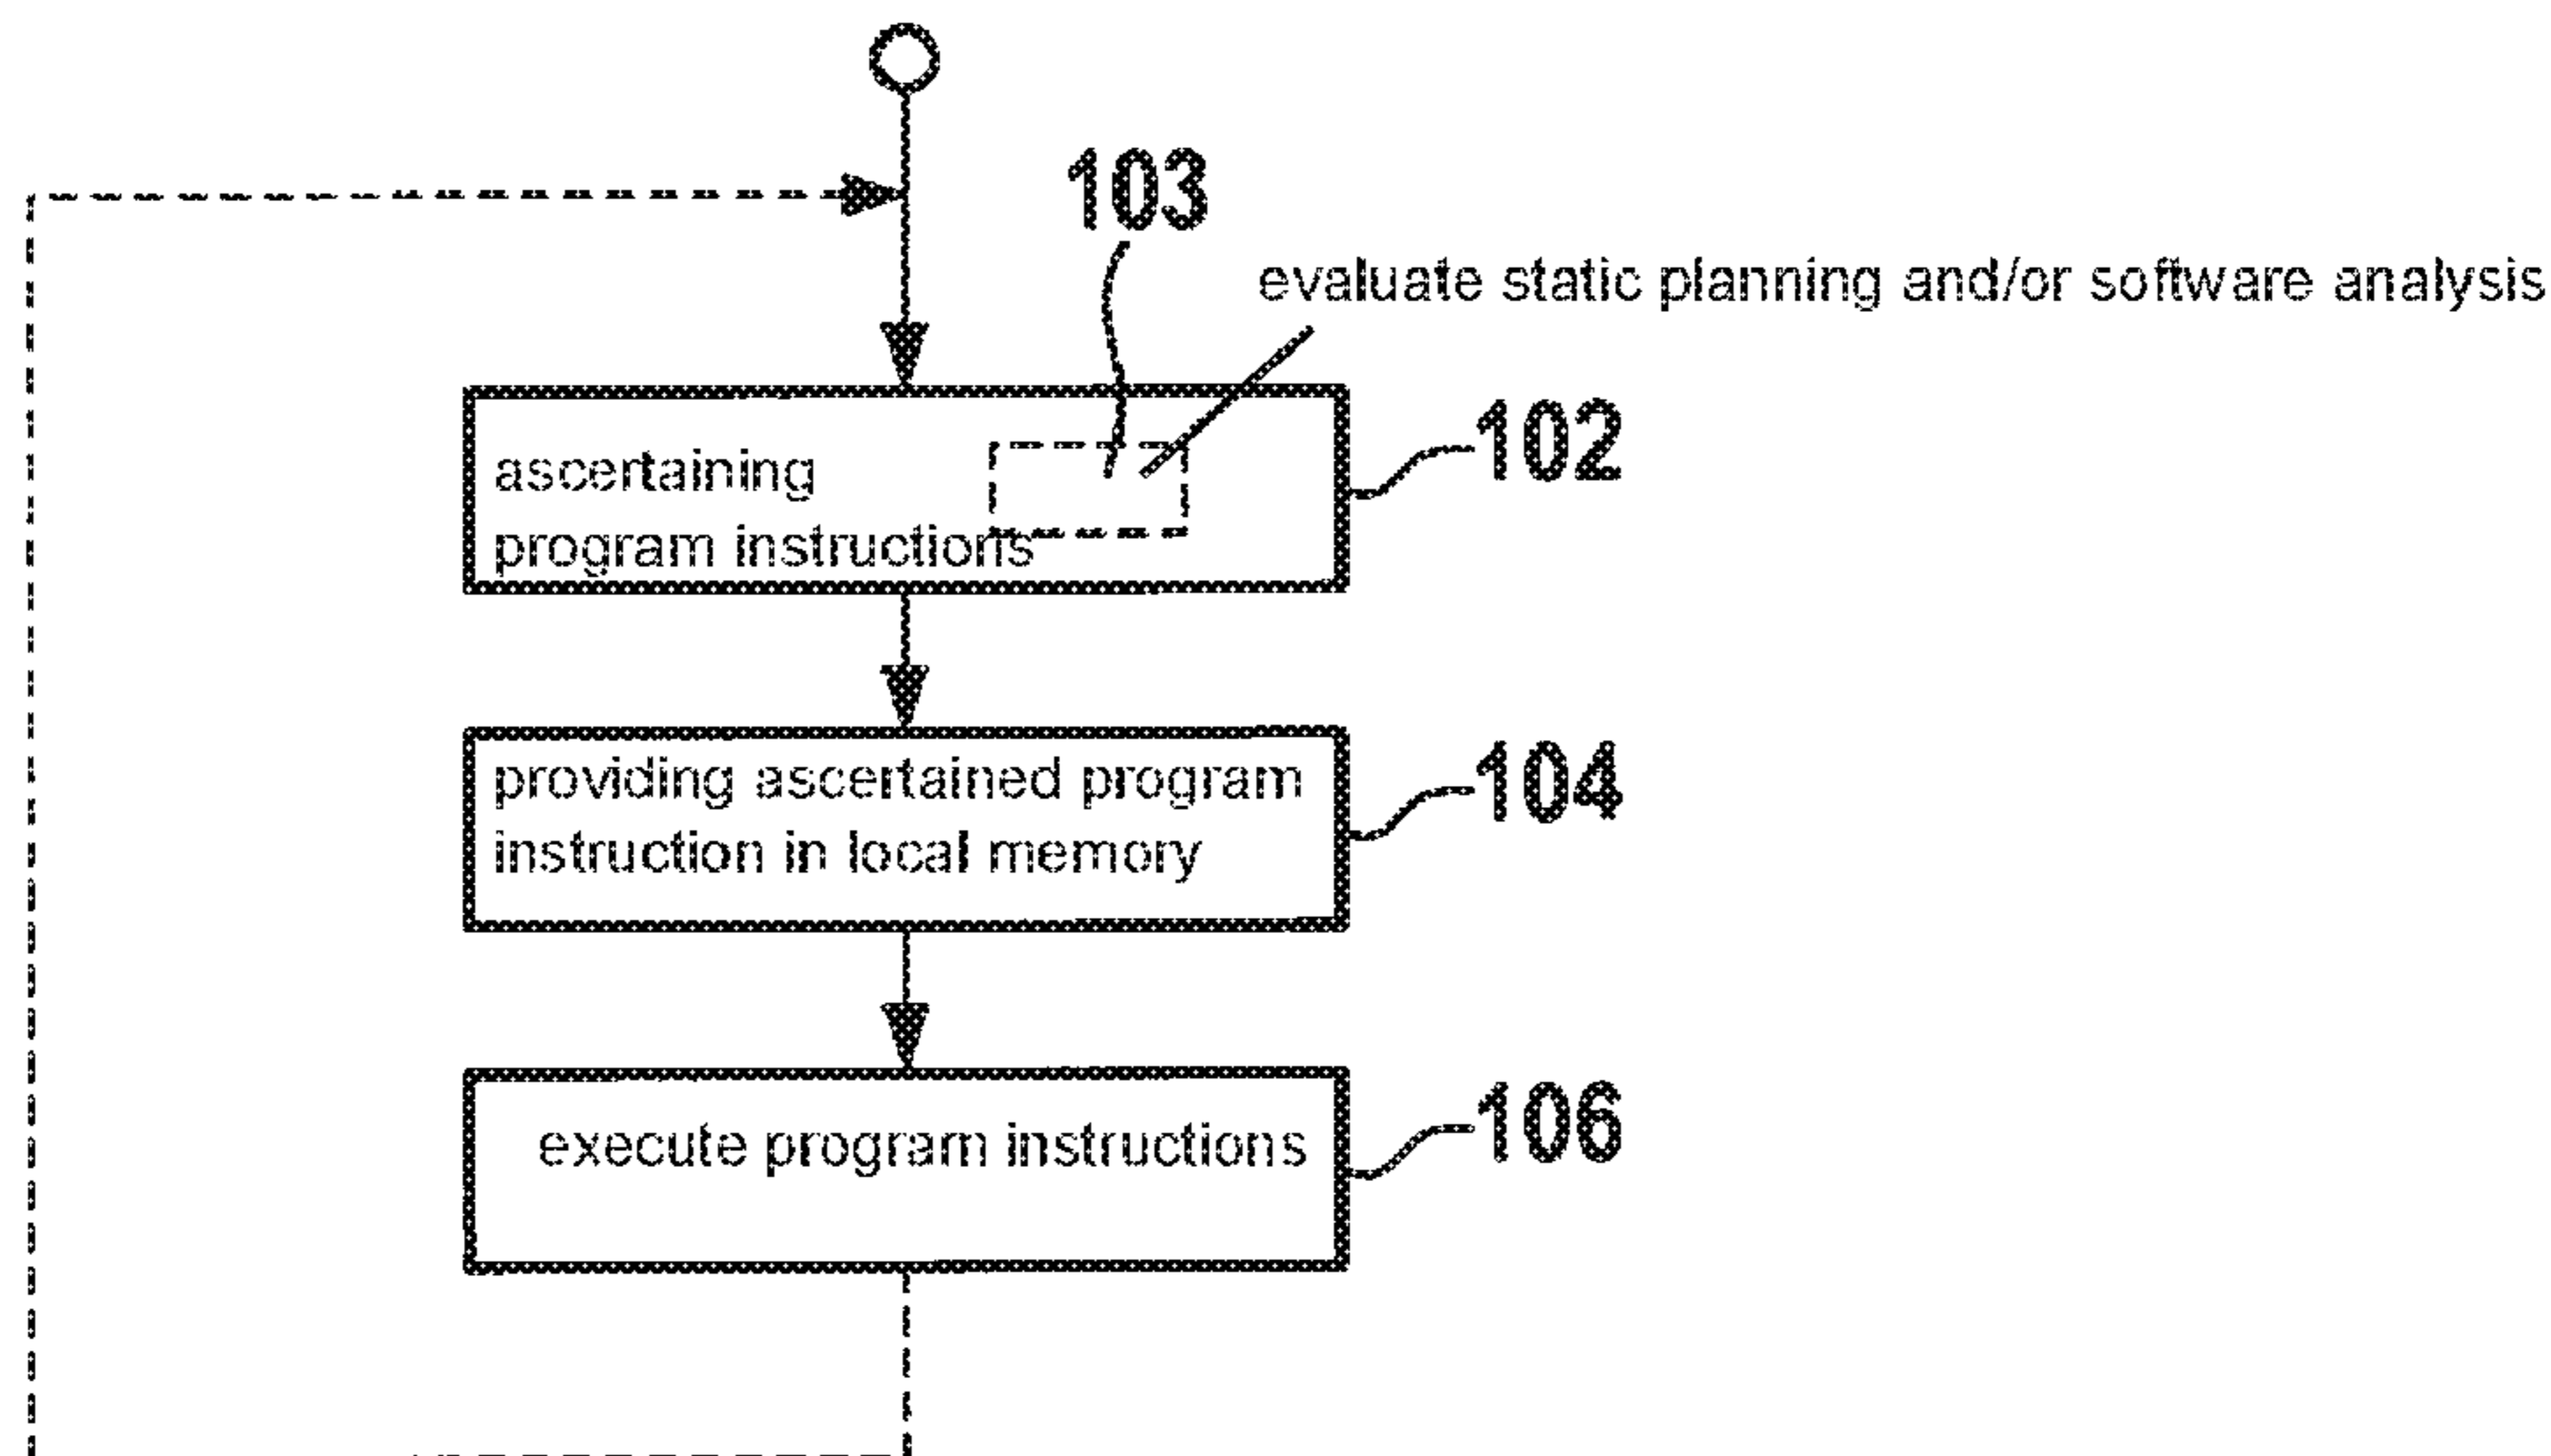 103
evaluate static planning and/or software analysis
ascertaining
program instructions
102
providing ascertained program
instruction in local memory
104
execute program instructions
106